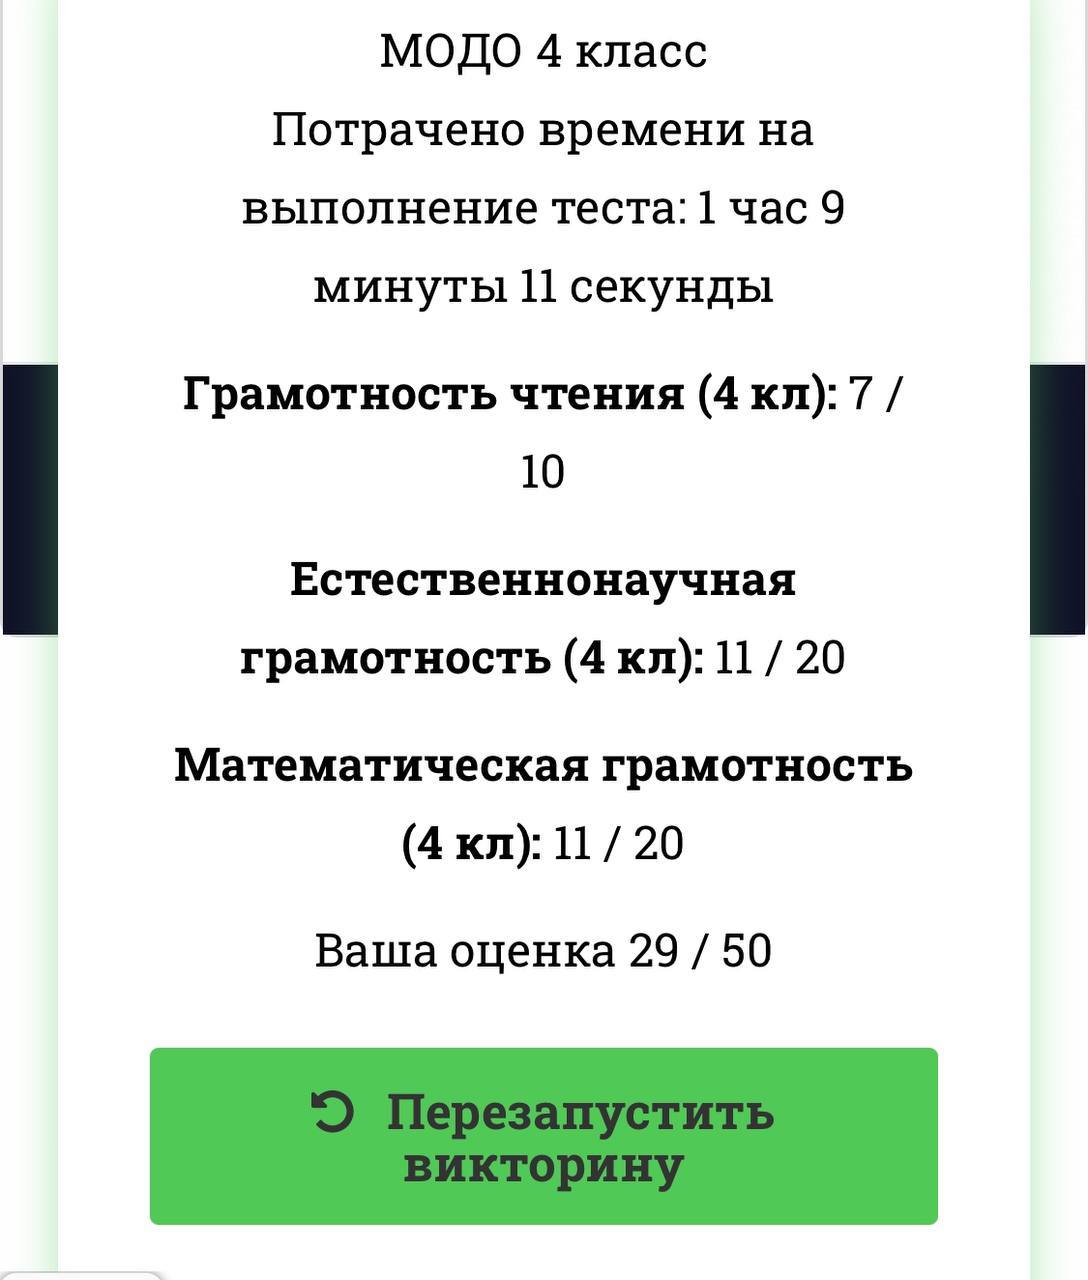 МОДО 4 класс
Потрачено времени на
выполнение теста: 1 час 9
минуты 11 секунды
Грамотность чтения (4 кл): 7 /
10
Естественнонаучная
грамотность (4 кл): 11 / 20
Математическая грамотность
(4 кл): 11 / 20
Ваша оценка 29 / 50
Перезапустить
викторину